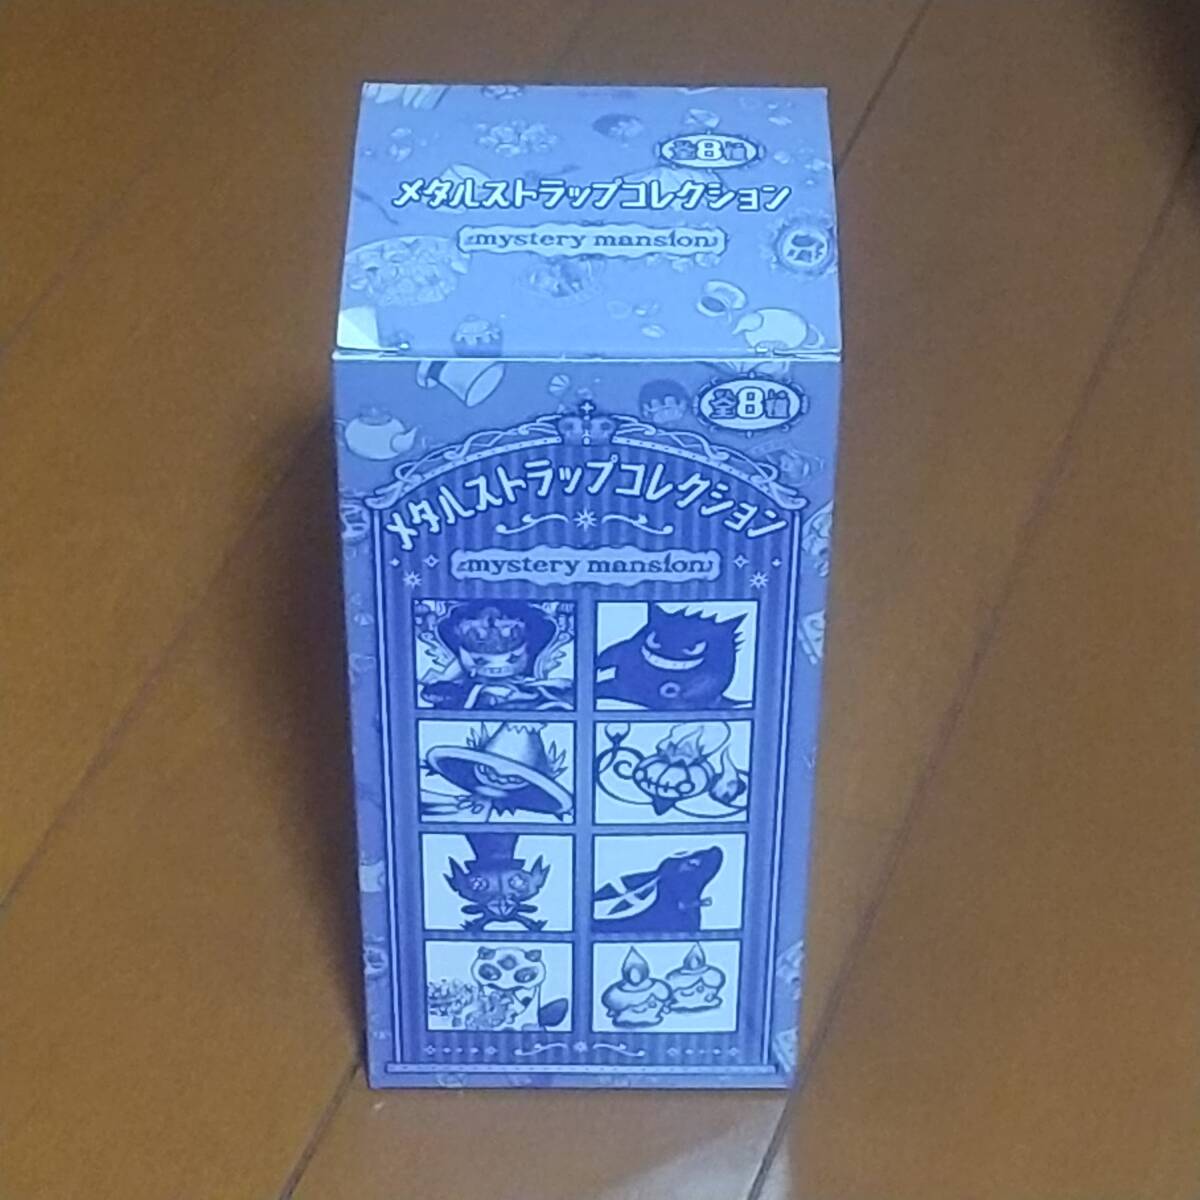 全8種
メタルストラップコレクション
mystery mansion
全8種
メタルストラップコレクション
mystery mansion